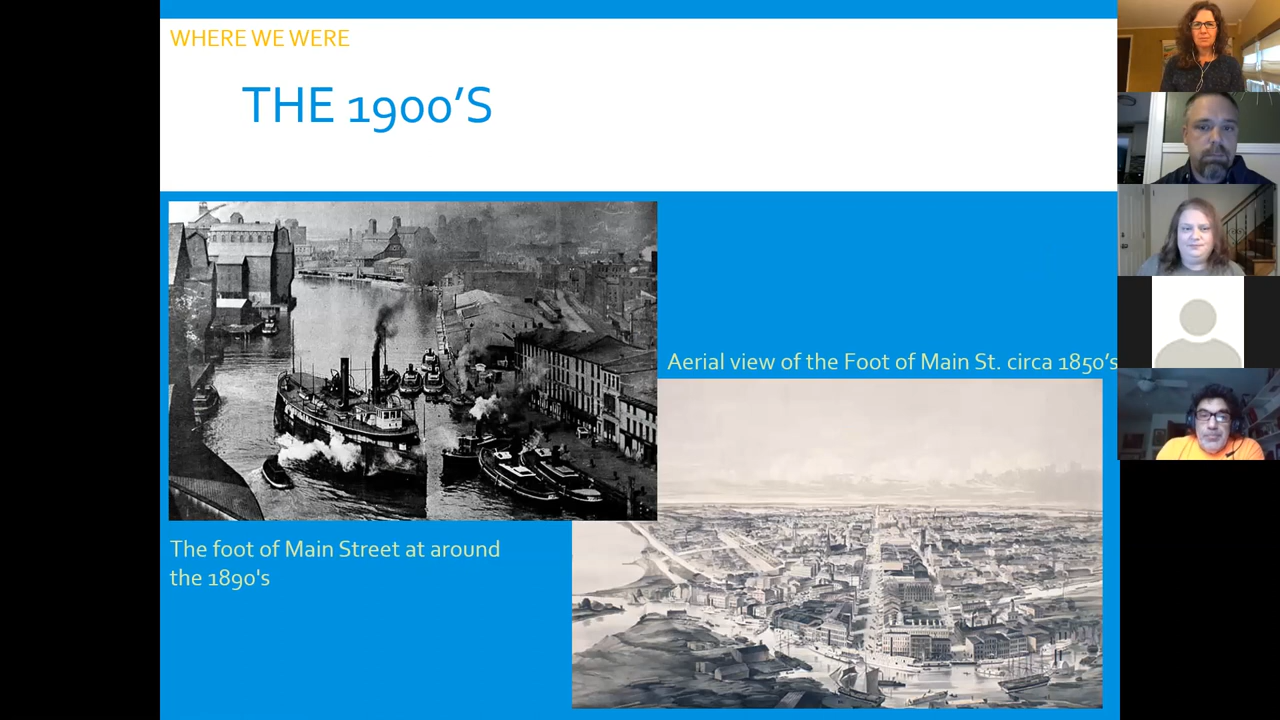 WHERE WE WERE
THE 1900'S
Aerial view of the Foot of Main St. circa 1850's
The foot of Main Street at around
the 1890's